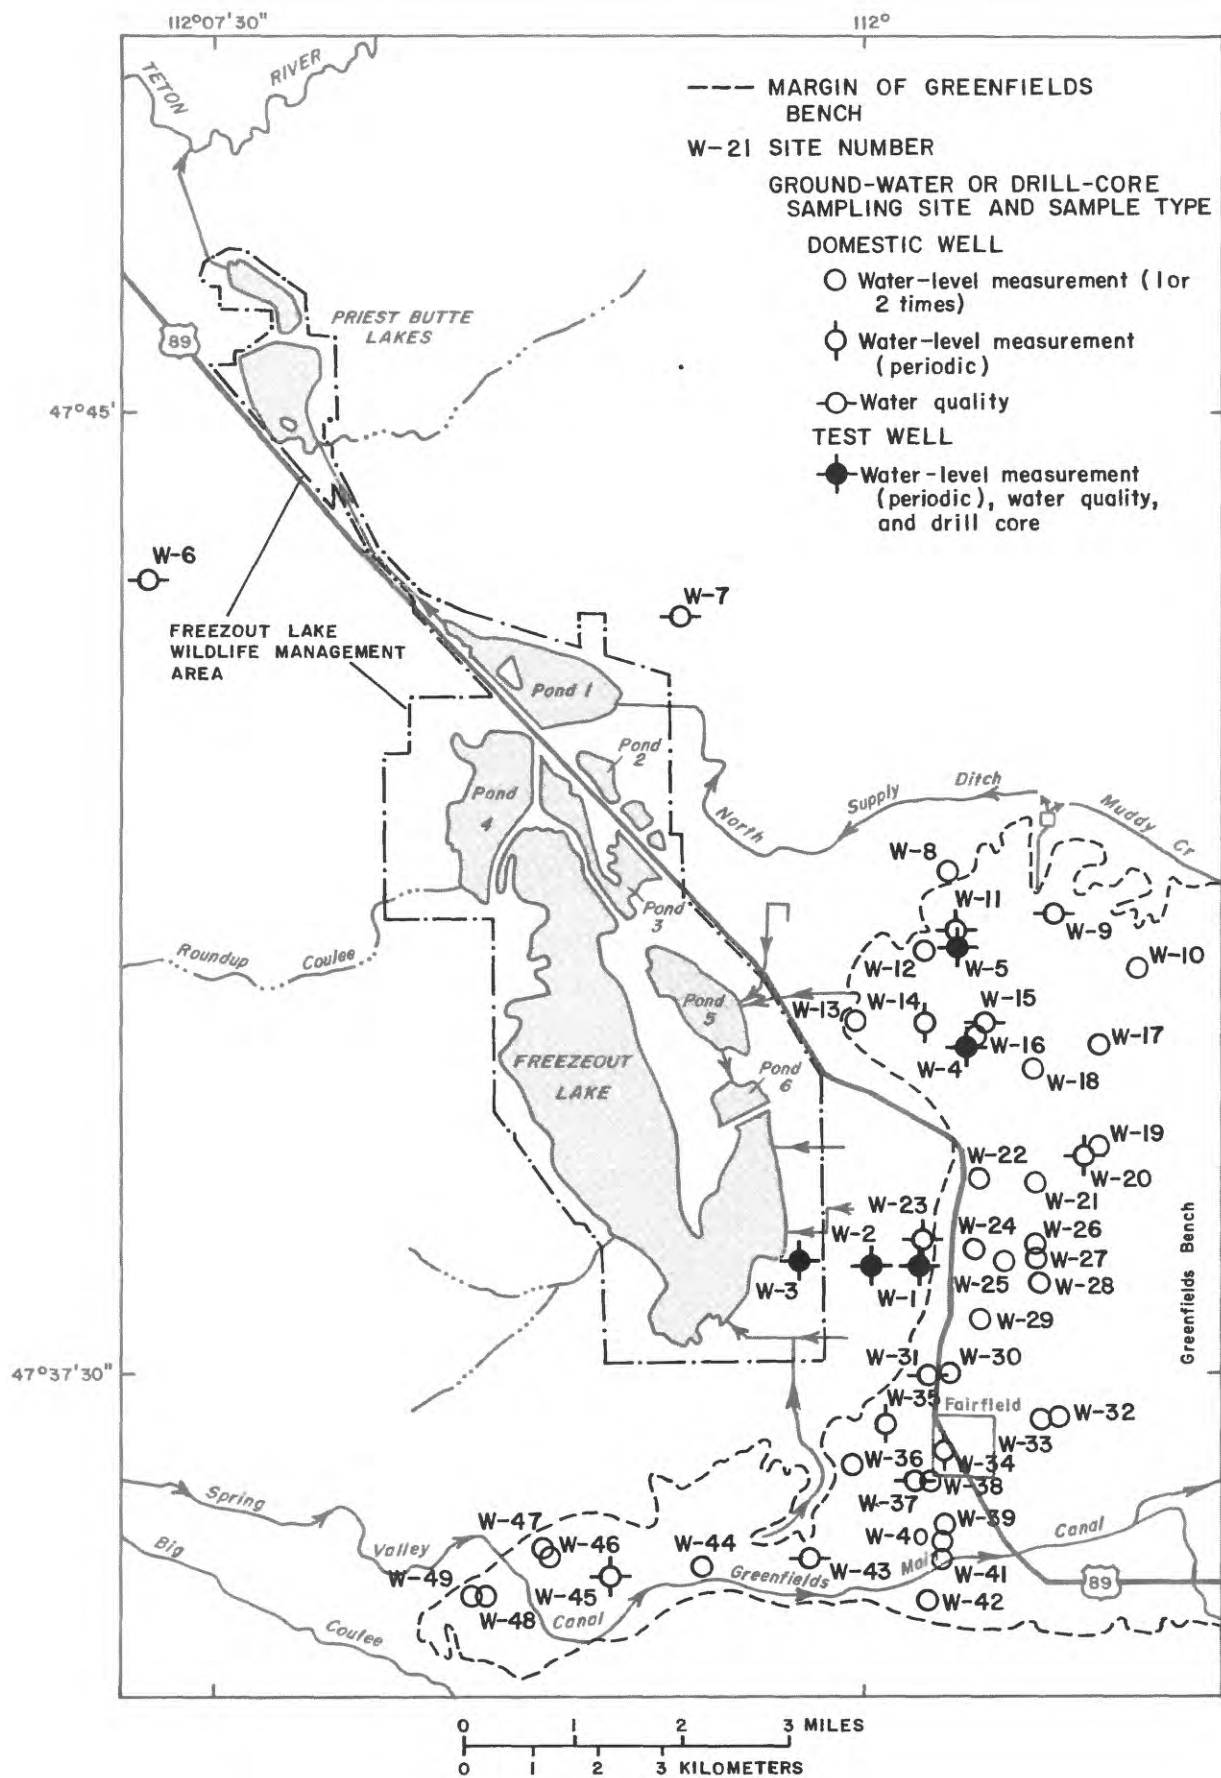 112°07'30"
112°
TETON
RIVER
---- MARGIN OF GREENFIELDS
BENCH
W-21 SITE NUMBER
GROUND-WATER OR DRILL-CORE
SAMPLING SITE AND SAMPLE TYPE
DOMESTIC WELL
Water-level measurement (1 or
2 times)
Water-level measurement
(periodic)
Water quality
TEST WELL
Water-level measurement
(periodic), water quality,
and drill core
PRIEST BUTTE
LAKES
89
47°45'
W-6
W-7
FREEZOUT LAKE
WILDLIFE MANAGEMENT
AREA
Pond 1
Pond
2
Pond
4
Pond
3
North
Supply
Ditch
Muddy
Cr
W-8
W-11
W-9
W-10
W-12
W-5
Roundup
Coulee
Pond
5
W-13
W-14
W-15
W-16
W-17
W-4
W-18
FREEZEOUT
LAKE
Pond
6
W-19
W-20
W-22
W-21
W-23
W-2
W-24
W-26
W-27
W-3
W-1
W-25
W-28
W-29
Greenfields Bench
47°37'30"
W-31
W-30
W-35
Fairfield
W-32
W-33
W-36
W-34
W-37
W-38
Spring
Valley
Canal
W-47
W-46
W-44
W-39
W-40
Canal
Big
Coulee
W-49
W-45
W-48
Greenfields
W-43
Main
W-41
89
W-42
0 1 2 3 MILES
0 1 2 3 KILOMETERS